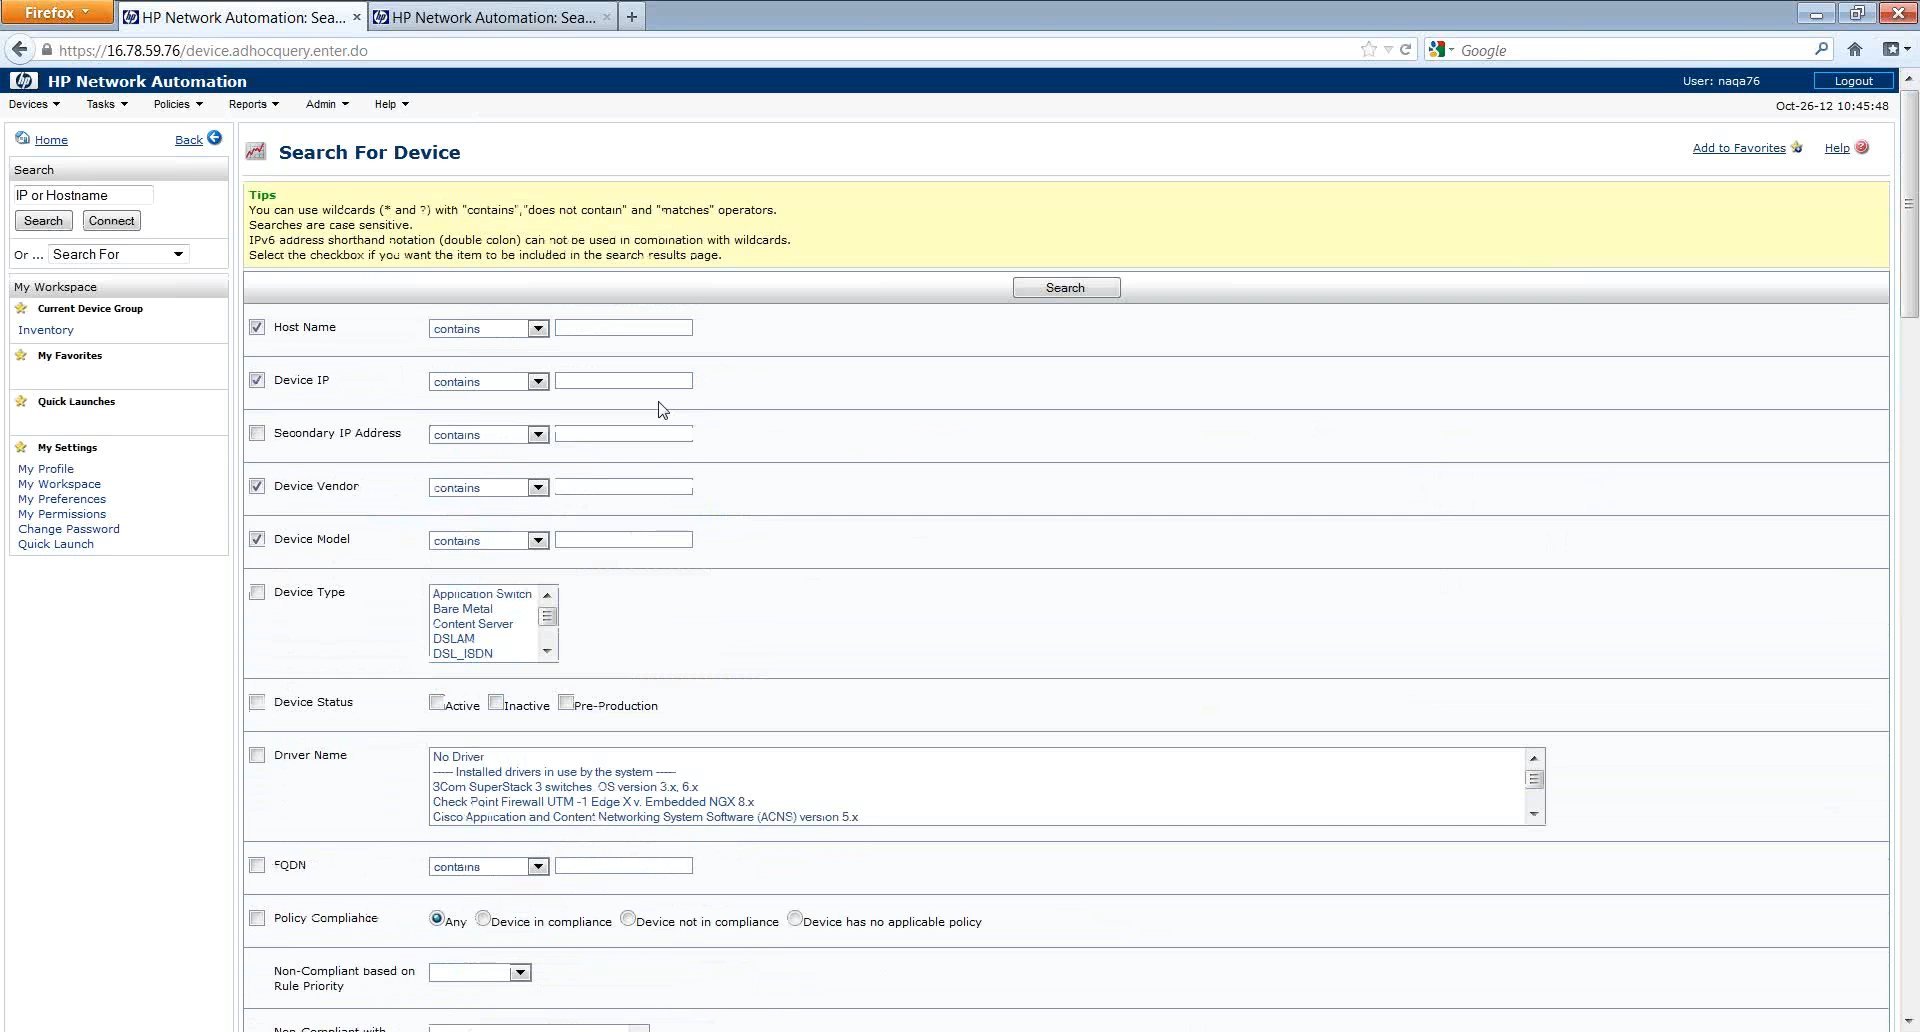 Firefox
HP Network Automation: Sea...
HP Network Automation: Sea...
https://16.78.59.76/device.adhocquery.enter.do
Google
HP Network Automation
User: naqa76
Logout
Devices Tasks Policies Reports Admin Help
Oct-26-12 10:45:48
Home Back
Search
IP or Hostname
Search Connect
Or ... Search For
My Workspace
Current Device Group
Inventory
My Favorites
Quick Launches
My Settings
My Profile
My Workspace
My Preferences
My Permissions
Change Password
Quick Launch
Search For Device
Add to Favorites Help
Tips
You can use wildcards (* and ?) with "contains","does not contain" and "matches" operators.
Searches are case sensitive.
IPv6 address shorthand notation (double colon) can not be used in combination with wildcards.
Select the checkbox if you want the item to be included in the search results page.
Search
Host Name contains
Device IP contains
Secondary IP Address contains
Device Vendor contains
Device Model contains
Device Type
Application Switch
Bare Metal
Content Server
DSLAM
DSL_ISDN
Device Status Active Inactive Pre-Production
Driver Name
No Driver
----- Installed drivers in use by the system -----
3Com SuperStack 3 switches OS version 3.x, 6.x
Check Point Firewall UTM -1 Edge X v. Embedded NGX 8.x
Cisco Application and Content Networking System Software (ACNS) version 5.x
FQDN contains
Policy Compliance Any Device in compliance Device not in compliance Device has no applicable policy
Non-Compliant based on
Rule Priority
Non-Compliant with